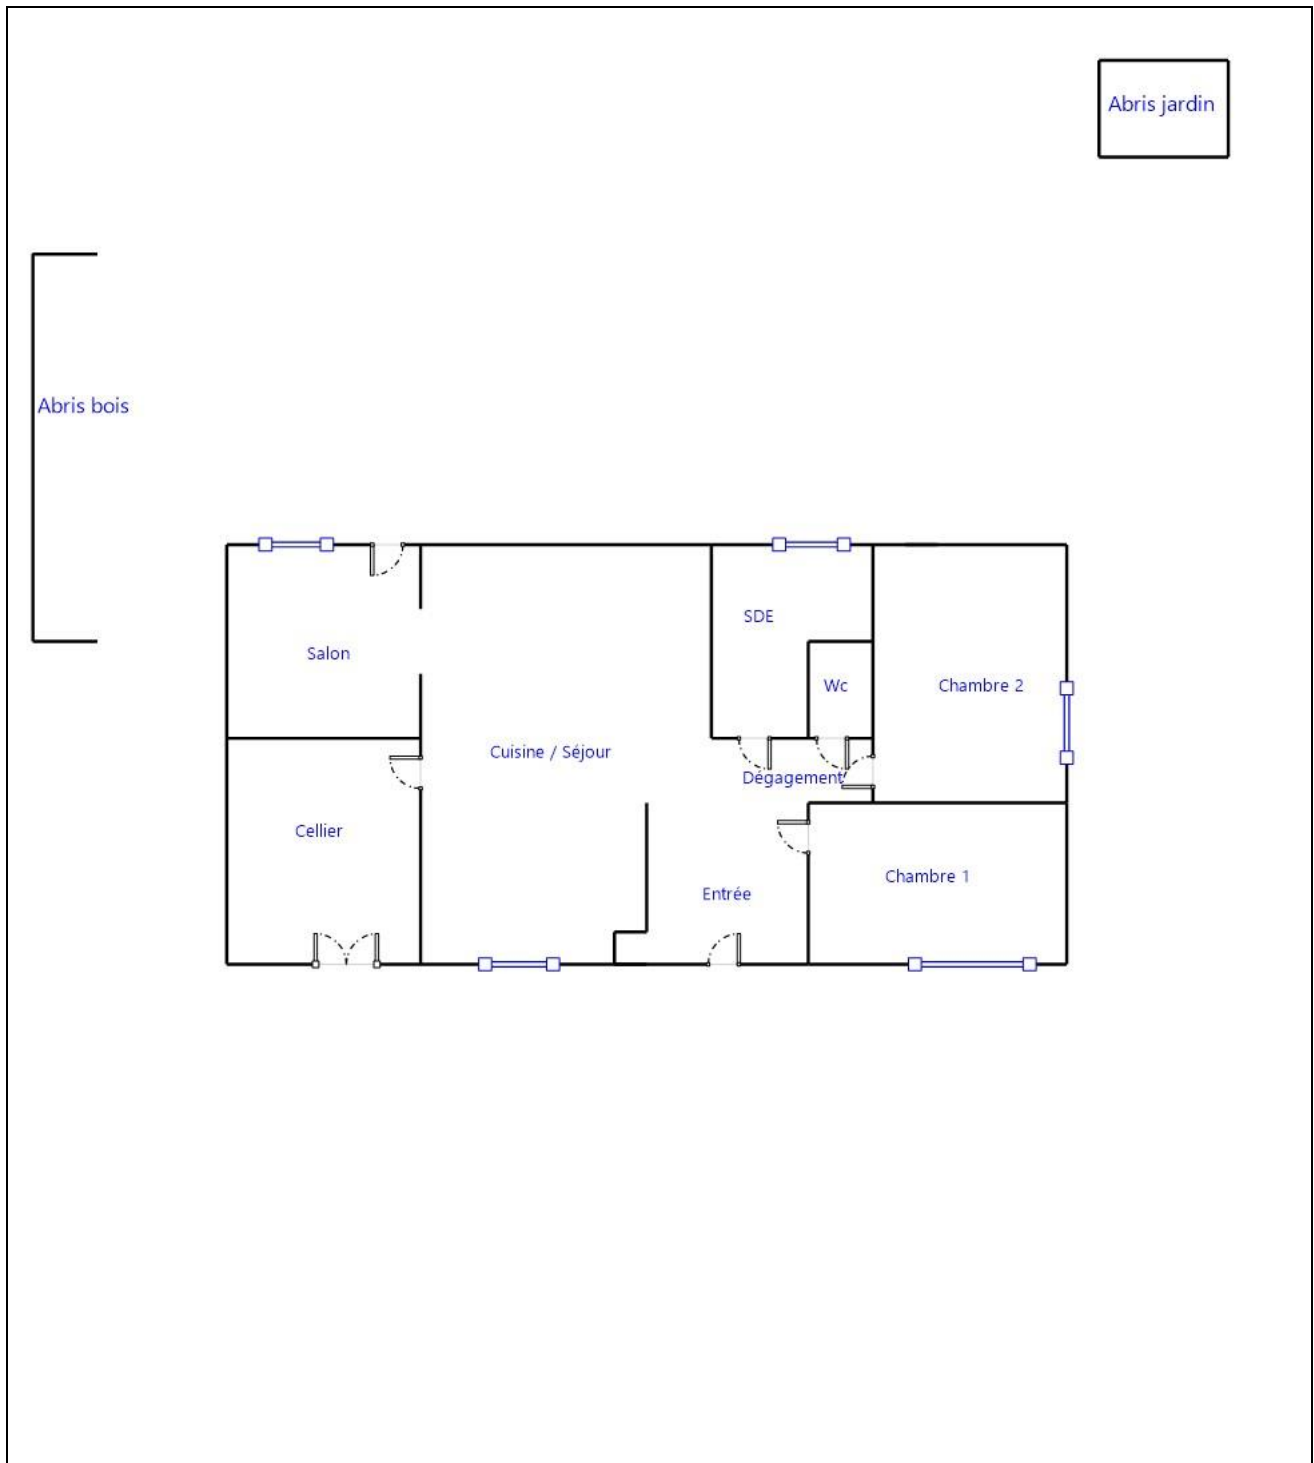 Abris jardin
Abris bois
SDE
Salon
Wc
Chambre 2
Cuisine / Séjour
Dégagement
Cellier
Chambre 1
Entrée